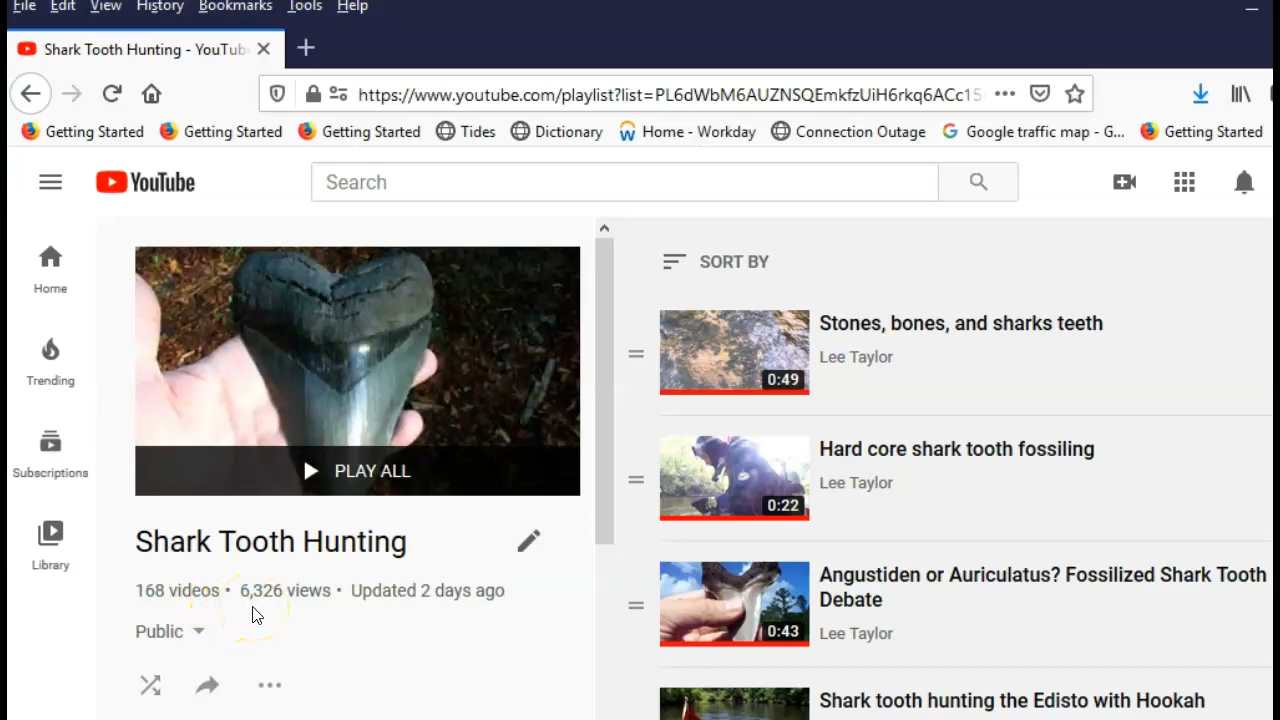 File Edit View History Bookmarks Tools Help
Shark Tooth Hunting - YouTub
https://www.youtube.com/playlist?list=PL6dWbM6AUZNSQEmkfzUiH6rkq6ACc15
Getting Started Getting Started Getting Started Tides Dictionary Home - Workday Connection Outage Google traffic map - G... Getting Started
YouTube
Search
Home
Trending
Subscriptions
Library
PLAY ALL
Shark Tooth Hunting
168 videos • 6,326 views • Updated 2 days ago
Public
SORT BY
Stones, bones, and sharks teeth
Lee Taylor
0:49
Hard core shark tooth fossiling
Lee Taylor
0:22
Angustiden or Auriculatus? Fossilized Shark Tooth
Debate
Lee Taylor
0:43
Shark tooth hunting the Edisto with Hookah